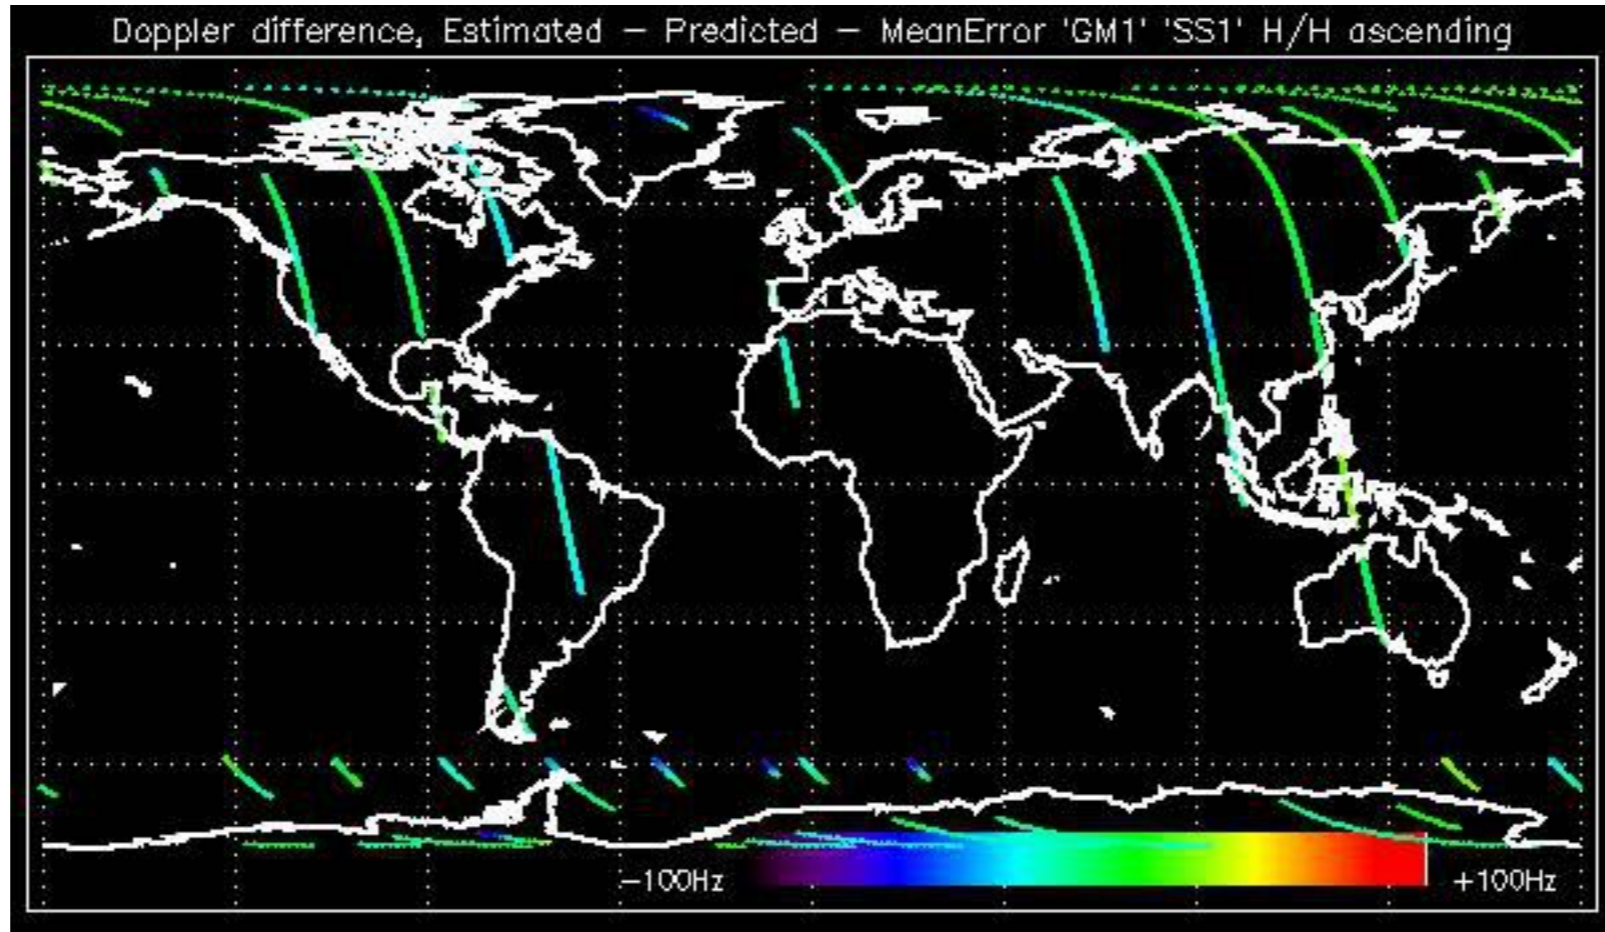 Doppler difference, Estimated – Predicted – MeanError 'GM1' 'SS1' H/H ascending
–100Hz +100Hz